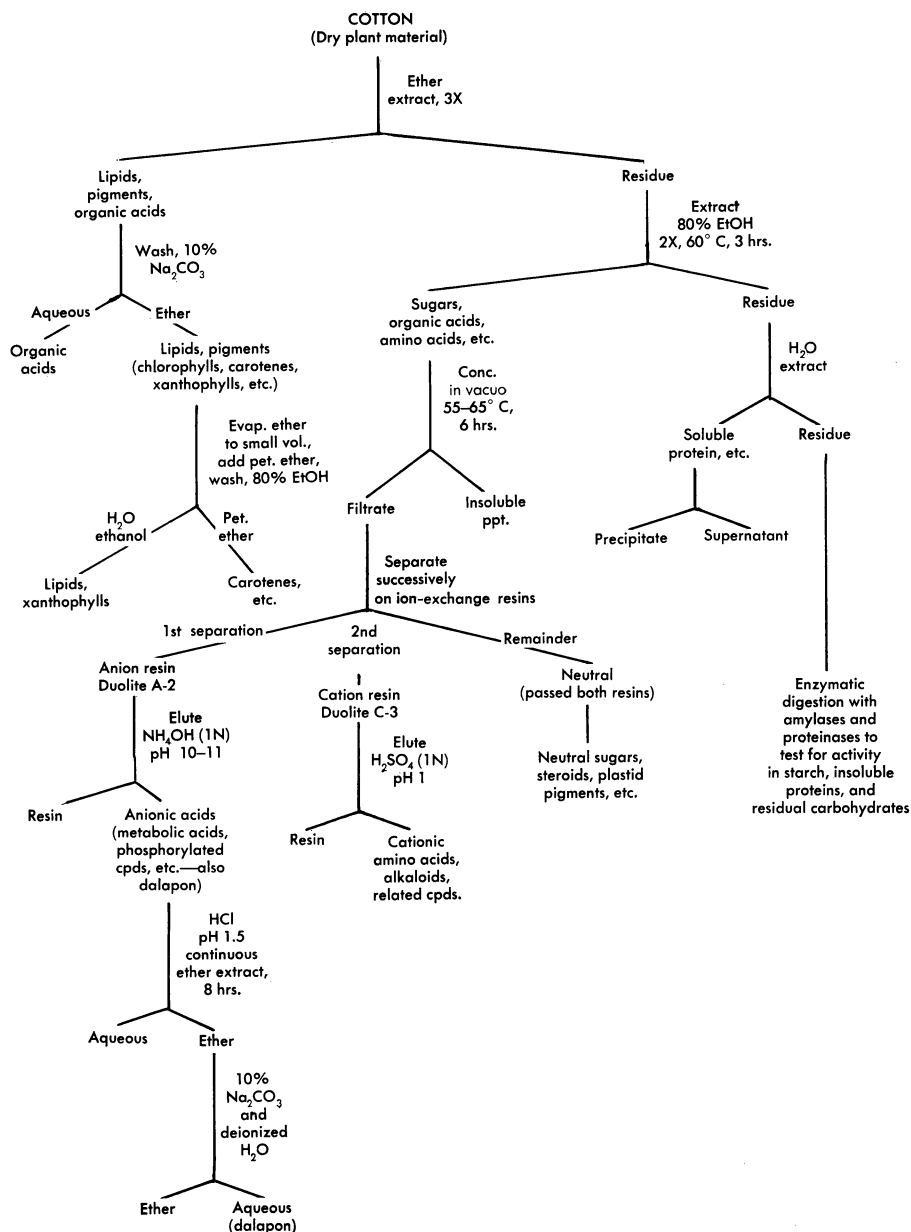 COTTON
(Dry plant material)
Ether
extract, 3X
Lipids,
pigments,
organic acids
Residue
Wash, 10%
Na₂CO₃
Extract
80% EtOH
2X, 60° C, 3 hrs.
Aqueous
Ether
Organic
acids
Lipids, pigments
(chlorophylls, carotenes,
xanthophylls, etc.)
Sugars,
organic acids,
amino acids, etc.
Residue
Conc.
in vacuo
55–65° C,
6 hrs.
H₂O
extract
Evap. ether
to small vol.,
add pet. ether,
wash, 80% EtOH
Soluble
protein, etc.
Residue
H₂O
ethanol
Pet.
ether
Filtrate
Insoluble
ppt.
Precipitate
Supernatant
Lipids,
xanthophylls
Carotenes,
etc.
Separate
successively
on ion-exchange resins
1st separation
2nd
separation
Remainder
Anion resin
Duolite A-2
Cation resin
Duolite C-3
Neutral
(passed both resins)
Enzymatic
digestion with
amylases and
proteinases to
test for activity
in starch, insoluble
proteins, and
residual carbohydrates
Elute
NH₄OH (1N)
pH 10–11
Elute
H₂SO₄ (1N)
pH 1
Neutral sugars,
steroids, plastid
pigments, etc.
Resin
Anionic acids
(metabolic acids,
phosphorylated
cpds, etc.—also
dalapon)
Resin
Cationic
amino acids,
alkaloids,
related cpds.
HCl
pH 1.5
continuous
ether extract,
8 hrs.
Aqueous
Ether
10%
Na₂CO₃
and
deionized
H₂O
Ether
Aqueous
(dalapon)